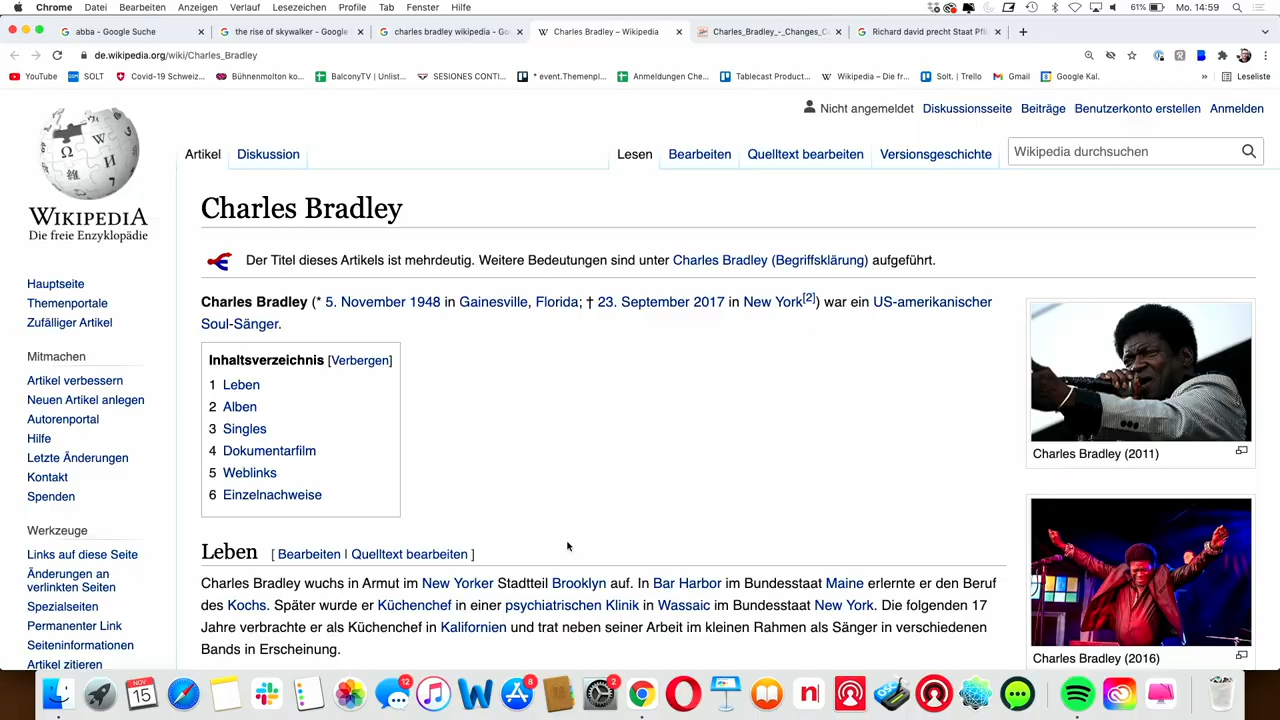 Chrome Datei Bearbeiten Anzeigen Verlauf Lesezeichen Profile Tab Fenster Hilfe 61% Mo. 14:59
abba - Google Suche
the rise of skywalker - Google
charles bradley wikipedia - Go
Charles Bradley – Wikipedia
Charles_Bradley_-_Changes_C
Richard david precht Staat Pfli
de.wikipedia.org/wiki/Charles_Bradley
YouTube SOLT Covid-19 Schweiz... Bühnenmolton ko... BalconyTV | Unlist... SESIONES CONTI... * event.Themenpl... Anmeldungen Che... Tablecast Product... Wikipedia – Die fr... Solt. | Trello Gmail Google Kal. » Leseliste
Nicht angemeldet Diskussionsseite Beiträge Benutzerkonto erstellen Anmelden
Artikel Diskussion Lesen Bearbeiten Quelltext bearbeiten Versionsgeschichte Wikipedia durchsuchen
WIKIPEDIA
Die freie Enzyklopädie
Hauptseite
Themenportale
Zufälliger Artikel
Mitmachen
Artikel verbessern
Neuen Artikel anlegen
Autorenportal
Hilfe
Letzte Änderungen
Kontakt
Spenden
Werkzeuge
Links auf diese Seite
Änderungen an
verlinkten Seiten
Spezialseiten
Permanenter Link
Seiteninformationen
Artikel zitieren
Charles Bradley
Der Titel dieses Artikels ist mehrdeutig. Weitere Bedeutungen sind unter Charles Bradley (Begriffsklärung) aufgeführt.
Charles Bradley (* 5. November 1948 in Gainesville, Florida; † 23. September 2017 in New York[2]) war ein US-amerikanischer
Soul-Sänger.
Inhaltsverzeichnis [Verbergen]
1 Leben
2 Alben
3 Singles
4 Dokumentarfilm
5 Weblinks
6 Einzelnachweise
Leben [ Bearbeiten | Quelltext bearbeiten ]
Charles Bradley wuchs in Armut im New Yorker Stadtteil Brooklyn auf. In Bar Harbor im Bundesstaat Maine erlernte er den Beruf
des Kochs. Später wurde er Küchenchef in einer psychiatrischen Klinik in Wassaic im Bundesstaat New York. Die folgenden 17
Jahre verbrachte er als Küchenchef in Kalifornien und trat neben seiner Arbeit im kleinen Rahmen als Sänger in verschiedenen
Bands in Erscheinung.
Charles Bradley (2011)
Charles Bradley (2016)
NOV
15
12
8
2